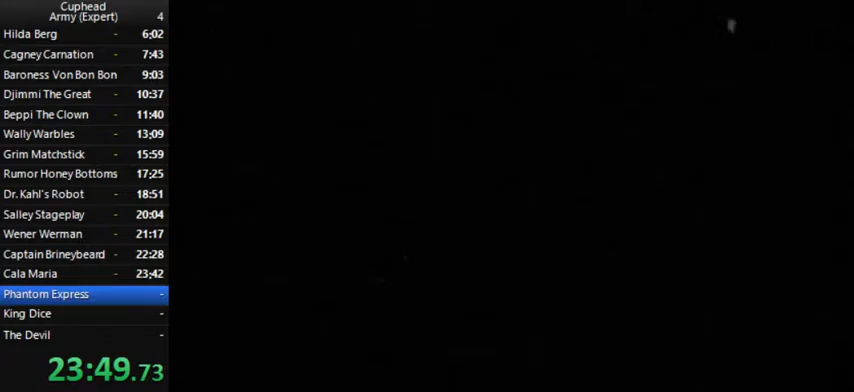 Cuphead
Army (Expert) 4
Hilda Berg - 6:02
Cagney Carnation - 7:43
Baroness Von Bon Bon 9:03
Djimmi The Great - 10:37
Beppi The Clown - 11:40
Wally Warbles - 13:09
Grim Matchstick - 15:59
Rumor Honey Bottoms 17:25
Dr. Kahl's Robot - 18:51
Salley Stageplay - 20:04
Wener Werman - 21:17
Captain Brineybeard - 22:28
Cala Maria - 23:42
Phantom Express -
King Dice -
The Devil -
23:49.73